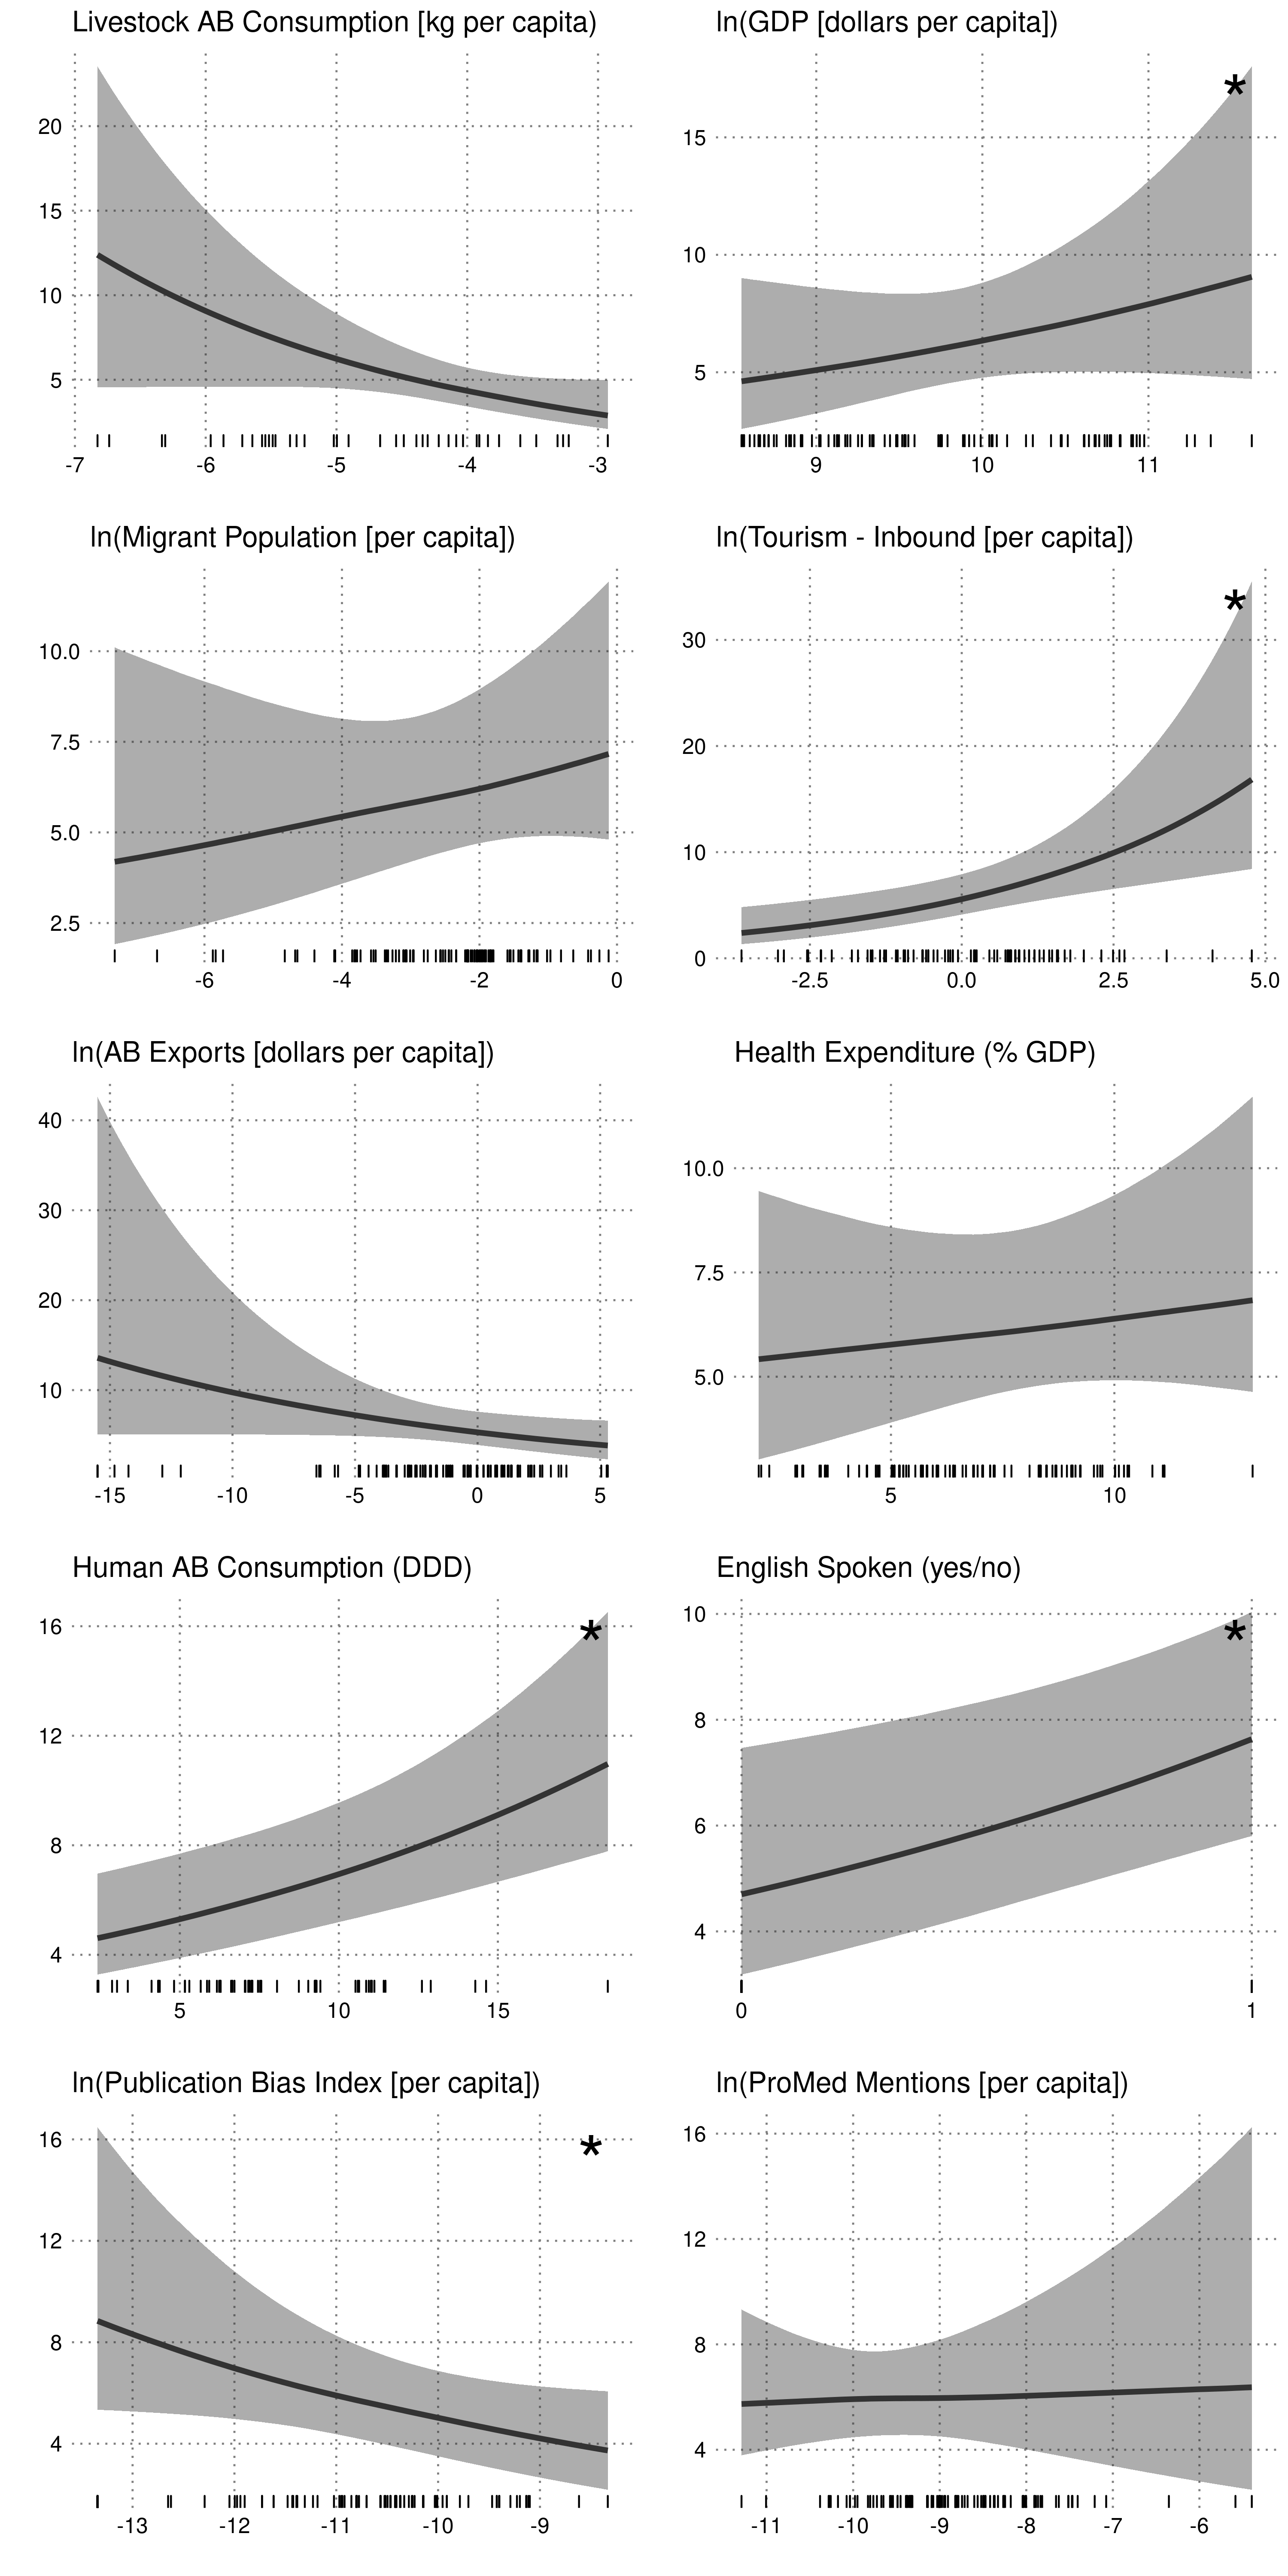 Livestock AB Consumption [kg per capita)
20
15
10
5
-7 -6 -5 -4 -3
ln(GDP [dollars per capita])
*
15
10
5
9 10 11
ln(Migrant Population [per capita])
10.0
7.5
5.0
2.5
-6 -4 -2 0
ln(Tourism - Inbound [per capita])
*
30
20
10
0
-2.5 0.0 2.5 5.0
ln(AB Exports [dollars per capita])
40
30
20
10
-15 -10 -5 0 5
Health Expenditure (% GDP)
10.0
7.5
5.0
5 10
Human AB Consumption (DDD)
*
16
12
8
4
5 10 15
English Spoken (yes/no)
*
10
8
6
4
0 1
ln(Publication Bias Index [per capita])
*
16
12
8
4
-13 -12 -11 -10 -9
ln(ProMed Mentions [per capita])
16
12
8
4
-11 -10 -9 -8 -7 -6